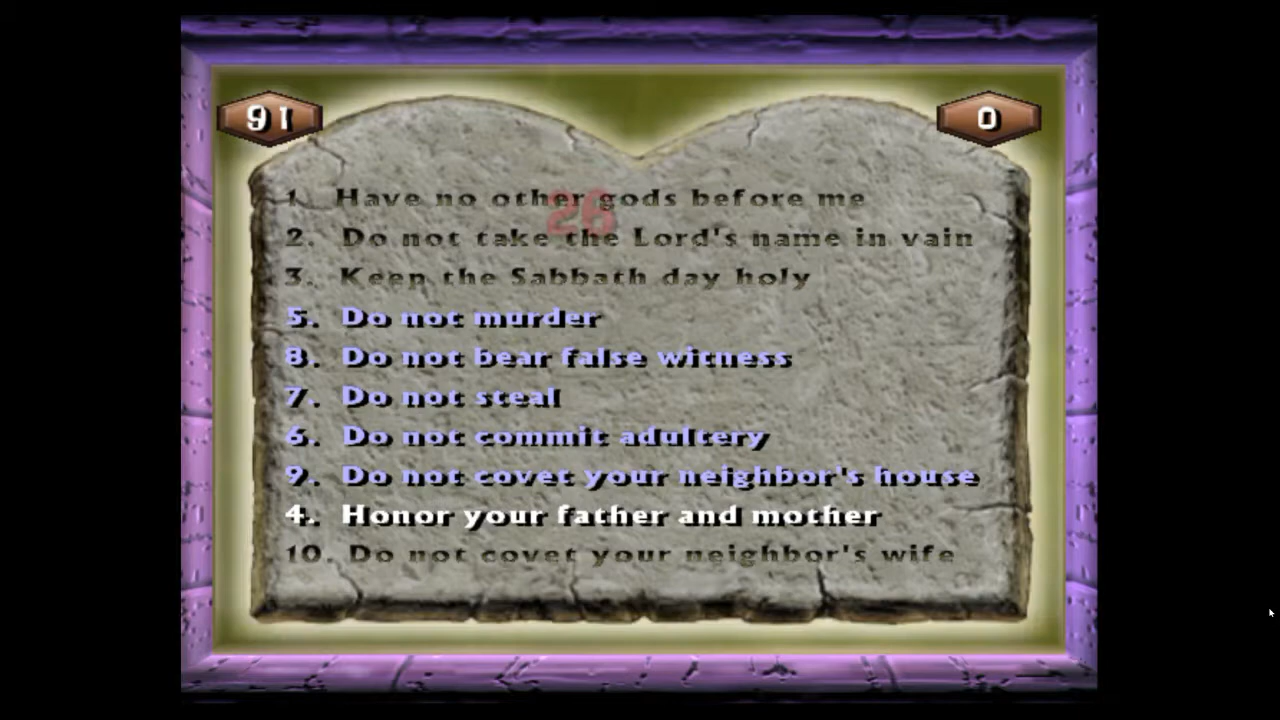 91
0
26
1. Have no other gods before me
2. Do not take the Lord's name in vain
3. Keep the Sabbath day holy
5. Do not murder
8. Do not bear false witness
7. Do not steal
6. Do not commit adultery
9. Do not covet your neighbor's house
4. Honor your father and mother
10. Do not covet your neighbor's wife